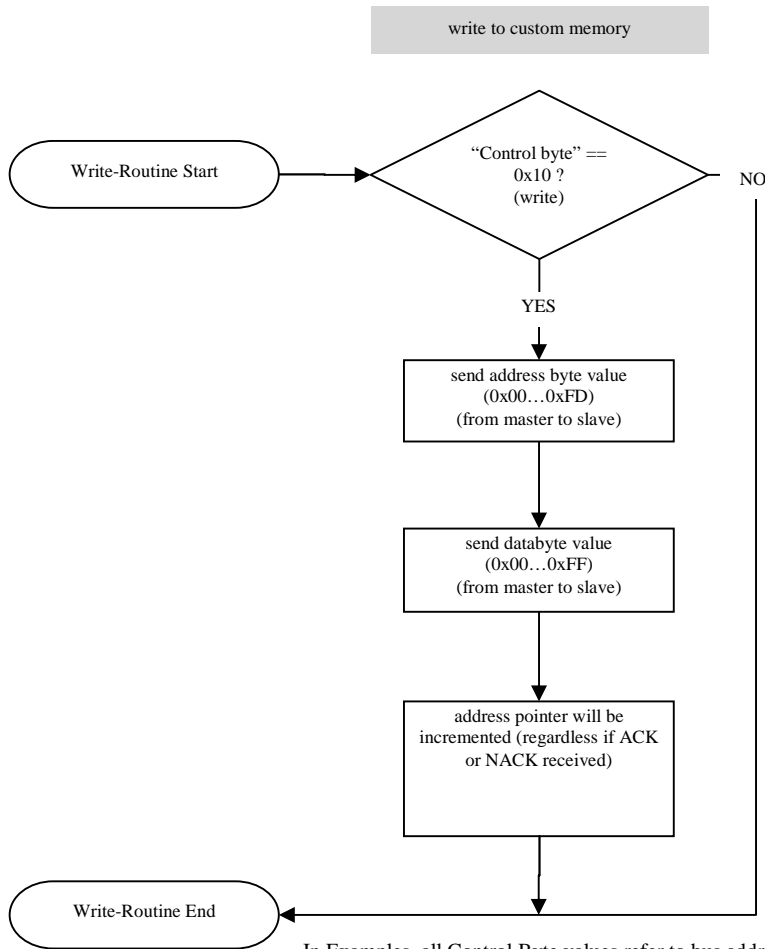 write to custom memory
Write-Routine Start
“Control byte” ==
0x10 ?
(write)
NO
YES
send address byte value
(0x00…0xFD)
(from master to slave)
send databyte value
(0x00…0xFF)
(from master to slave)
address pointer will be
incremented (regardless if ACK
or NACK received)
Write-Routine End